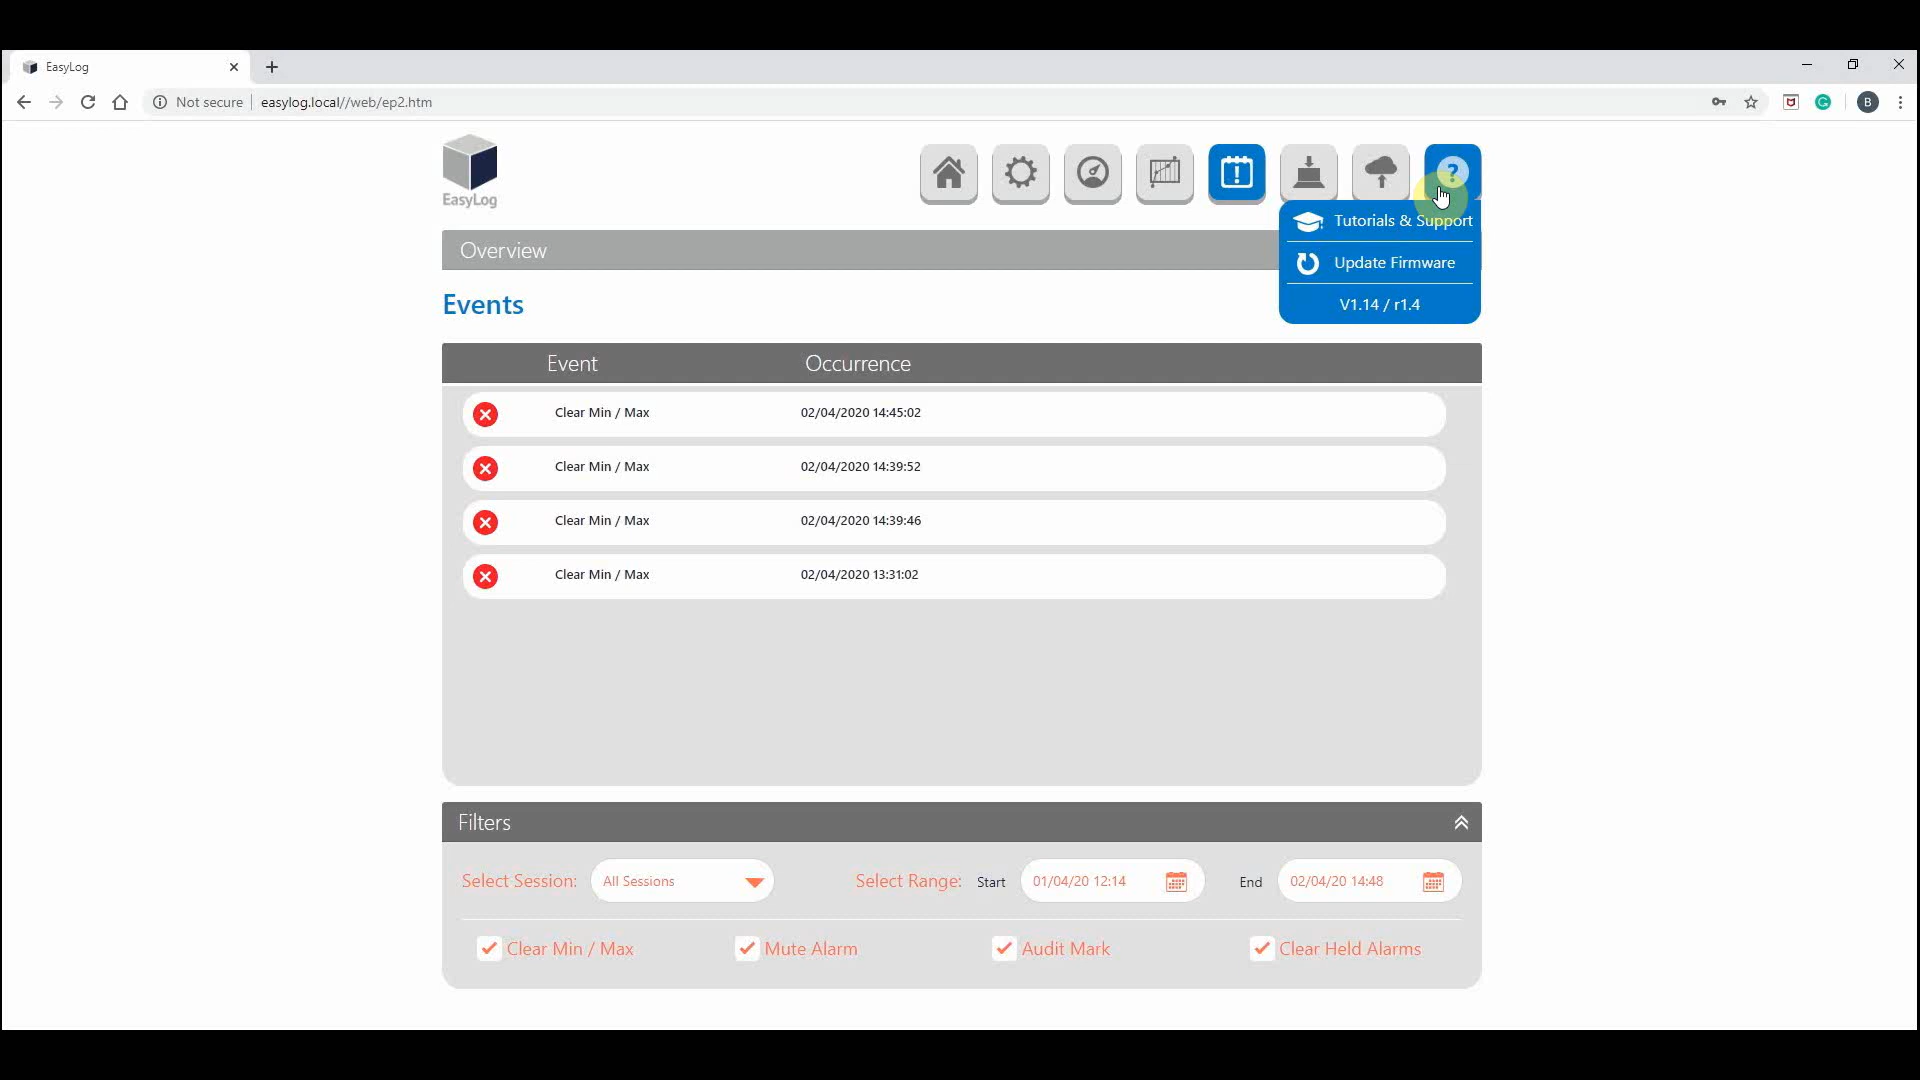 EasyLog
Not secure
easylog.local//web/ep2.htm
B
EasyLog
?
Tutorials & Support
Overview
Update Firmware
V1.14 / r1.4
Events
Event Occurrence
Clear Min / Max 02/04/2020 14:45:02
Clear Min / Max 02/04/2020 14:39:52
Clear Min / Max 02/04/2020 14:39:46
Clear Min / Max 02/04/2020 13:31:02
Filters
Select Session: All Sessions Select Range: Start 01/04/20 12:14 End 02/04/20 14:48
Clear Min / Max Mute Alarm Audit Mark Clear Held Alarms